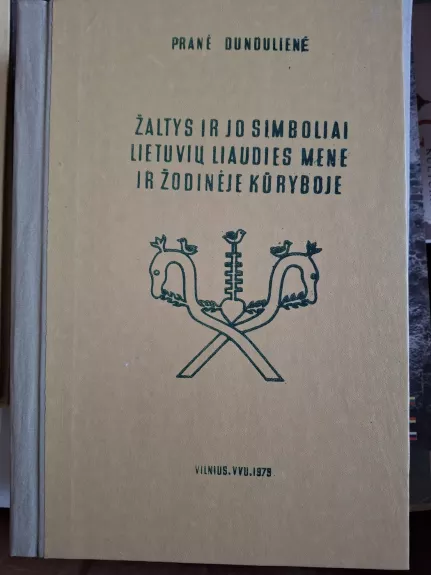 PRANĖ DUNDULIENĖ
ŽALTYS IR JO SIMBOLIAI
LIETUVIŲ LIAUDIES MENE
IR ŽODINĖJE KŪRYBOJE
VILNIUS.VVU.1979